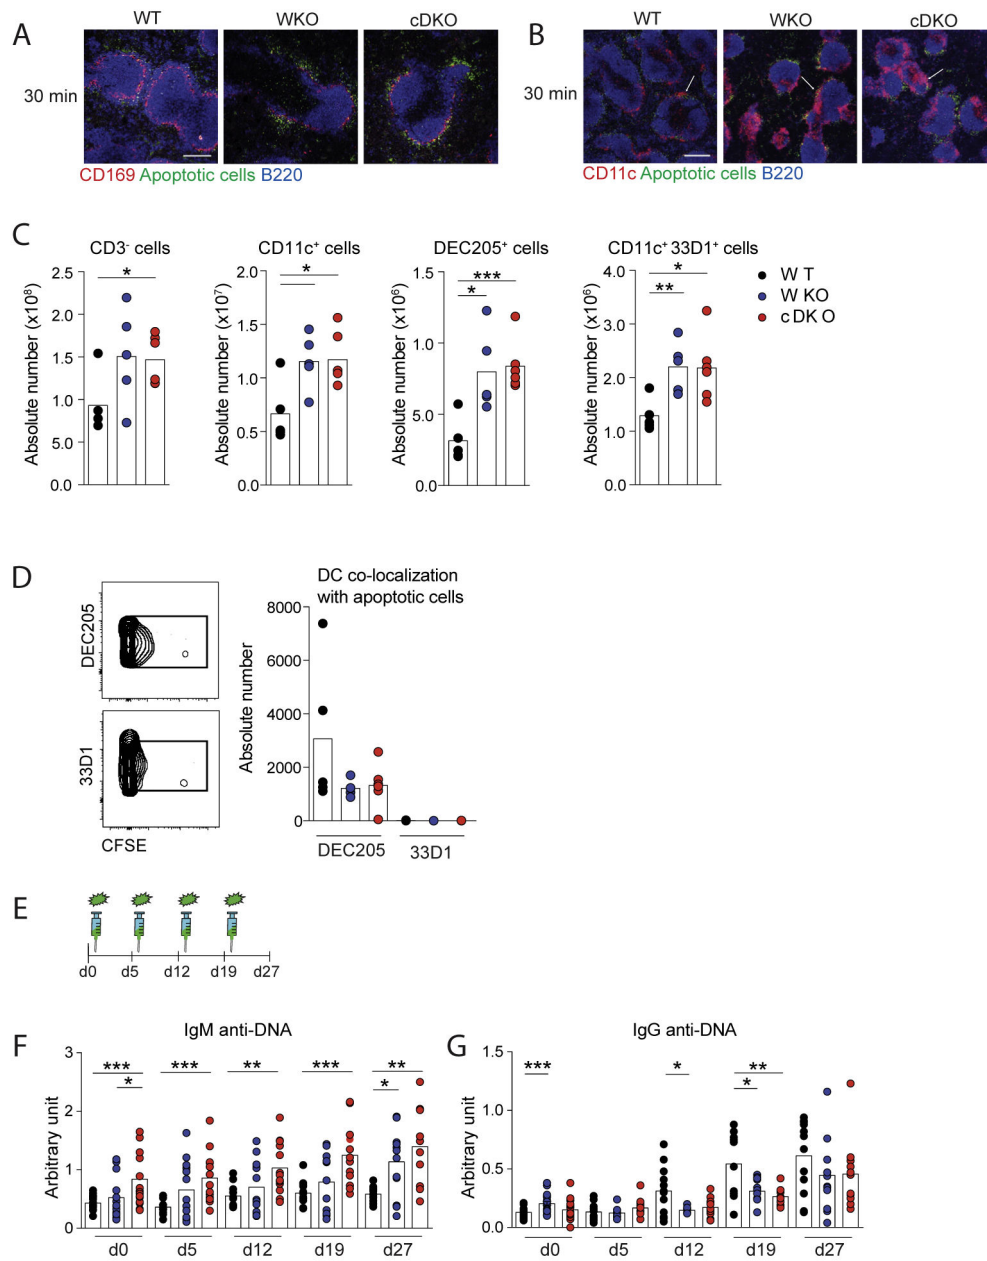 A
WT
WKO
cDKO
30 min
CD169 Apoptotic cells B220
B
WT
WKO
cDKO
30 min
CD11c Apoptotic cells B220
C
CD3- cells
Absolute number (x10⁸)
2.5
2.0
1.5
1.0
5.0
0.0
*
CD11c⁺ cells
Absolute number (x10⁷)
2.0
1.5
1.0
0.5
0.0
*
DEC205⁺ cells
Absolute number (x10⁶)
1.5
1.0
5.0
0.0
***
*
CD11c⁺ 33D1⁺ cells
Absolute number (x10⁶)
4.0
3.0
2.0
1.0
0.0
*
**
W T
W KO
c DK O
D
DEC205
33D1
CFSE
DC co-localization
with apoptotic cells
Absolute number
8000
6000
4000
2000
0
DEC205
33D1
E
d0 d5 d12 d19 d27
F
IgM anti-DNA
Arbitrary unit
3
2
1
0
***
*
***
**
***
**
*
d0 d5 d12 d19 d27
G
IgG anti-DNA
Arbitrary unit
1.5
1.0
0.5
0.0
***
*
**
*
d0 d5 d12 d19 d27